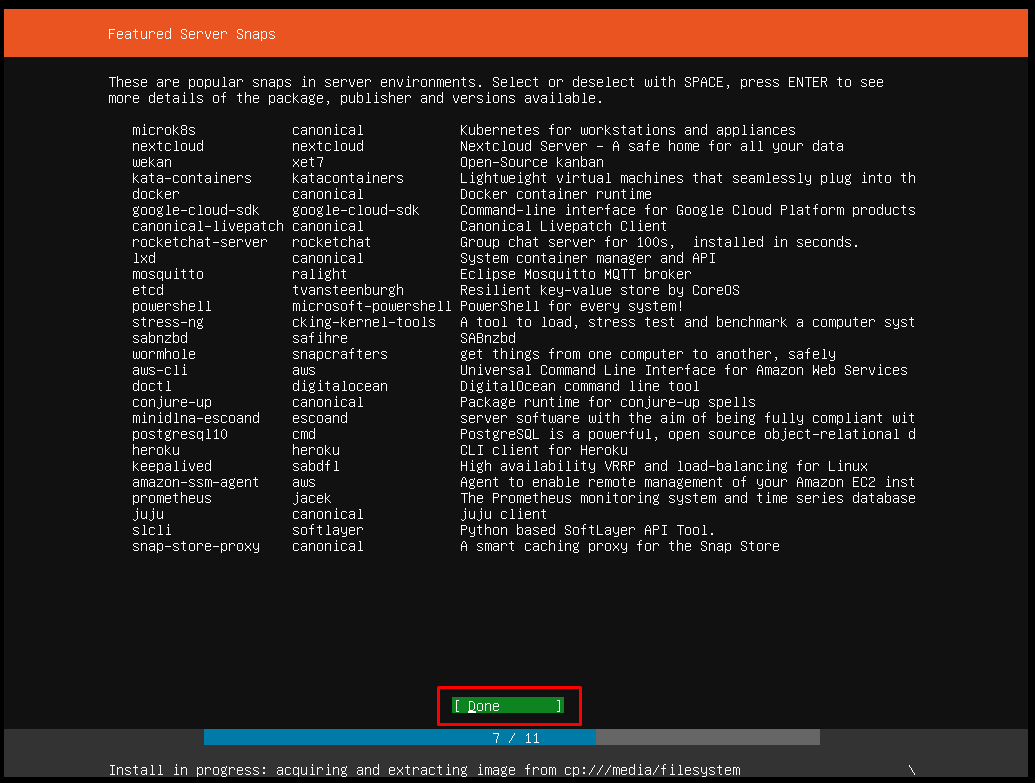 Featured Server Snaps
These are popular snaps in server environments. Select or deselect with SPACE, press ENTER to see
more details of the package, publisher and versions available.
microk8s canonical Kubernetes for workstations and appliances
nextcloud nextcloud Nextcloud Server - A safe home for all your data
wekan xet7 Open-Source kanban
kata-containers katacontainers Lightweight virtual machines that seamlessly plug into th
docker canonical Docker container runtime
google-cloud-sdk google-cloud-sdk Command-line interface for Google Cloud Platform products
canonical-livepatch canonical Canonical Livepatch Client
rocketchat-server rocketchat Group chat server for 100s,  installed in seconds.
lxd canonical System container manager and API
mosquitto ralight Eclipse Mosquitto MQTT broker
etcd tvansteenburgh Resilient key-value store by CoreOS
powershell microsoft-powershell PowerShell for every system!
stress-ng cking-kernel-tools A tool to load, stress test and benchmark a computer syst
sabnzbd safihre SABnzbd
wormhole snapcrafters get things from one computer to another, safely
aws-cli aws Universal Command Line Interface for Amazon Web Services
doctl digitalocean DigitalOcean command line tool
conjure-up canonical Package runtime for conjure-up spells
minidlna-escoand escoand server software with the aim of being fully compliant wit
postgresql10 cmd PostgreSQL is a powerful, open source object-relational d
heroku heroku CLI client for Heroku
keepalived sabdfl High availability VRRP and load-balancing for Linux
amazon-ssm-agent aws Agent to enable remote management of your Amazon EC2 inst
prometheus jacek The Prometheus monitoring system and time series database
juju canonical juju client
slcli softlayer Python based SoftLayer API Tool.
snap-store-proxy canonical A smart caching proxy for the Snap Store
[ Done ]
7 / 11
Install in progress: acquiring and extracting image from cp:///media/filesystem \